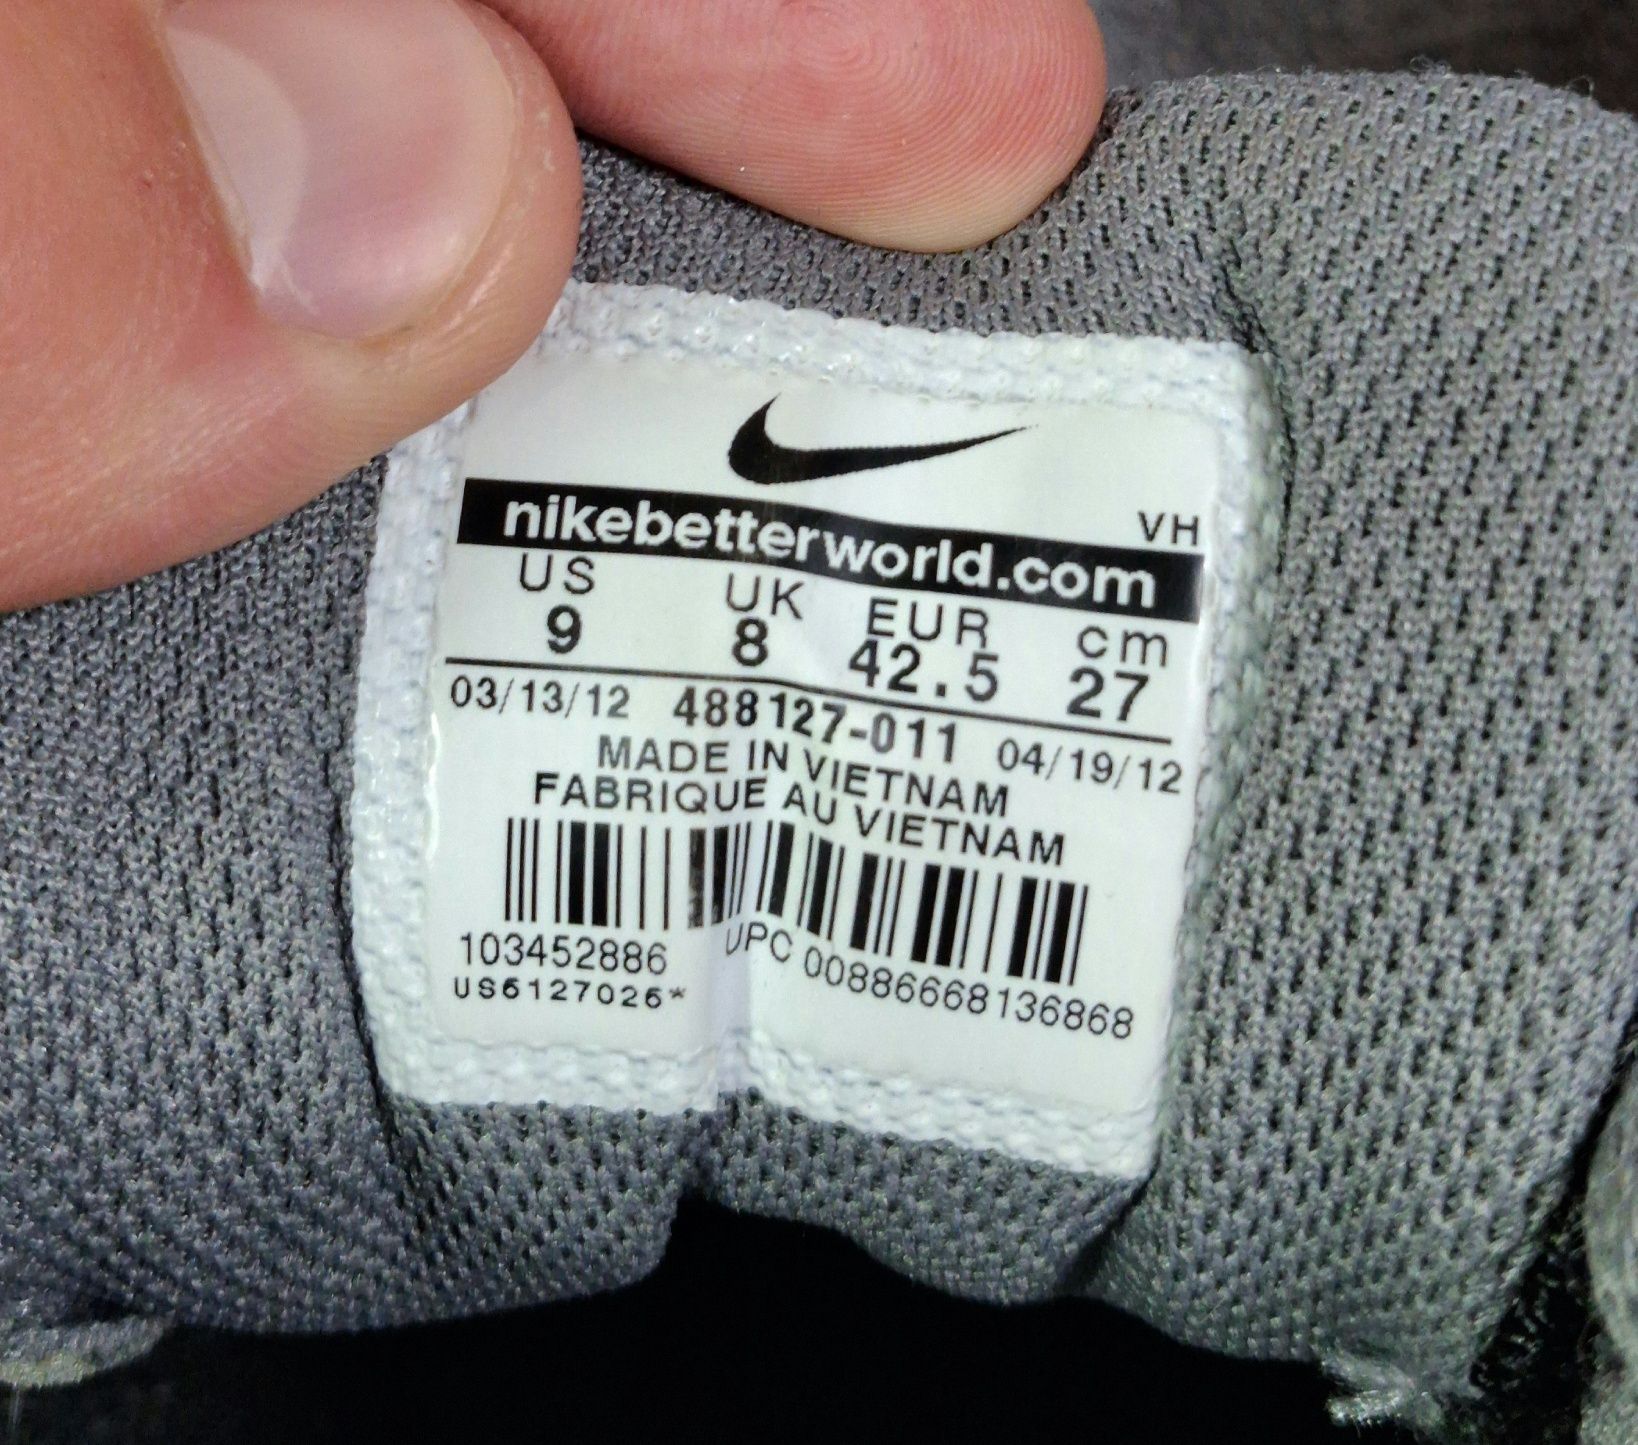 VH
nikebetterworld.com
US UK EUR cm
9 8 42.5 27
03/13/12 488127-011 04/19/12
MADE IN VIETNAM
FABRIQUE AU VIETNAM
103452886 UPC 00886668136868
US6127026*